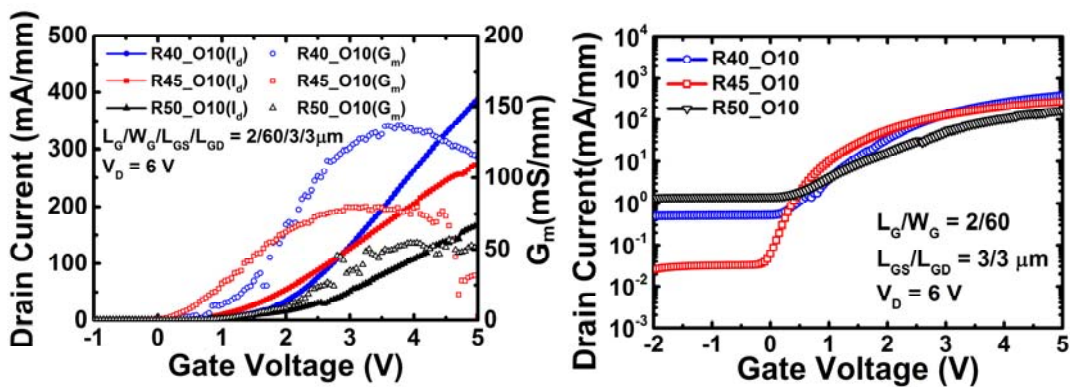 Drain Current (mA/mm)
500
400
300
200
100
0
R40_O10(I_d) R40_O10(G_m)
R45_O10(I_d) R45_O10(G_m)
R50_O10(I_d) R50_O10(G_m)
L_G/W_G/L_GS/L_GD = 2/60/3/3μm
V_D = 6 V
-1 0 1 2 3 4 5
Gate Voltage (V)
200
150
100
50
0
G_m(mS/mm)
Drain Current(mA/mm)
10^4
10^3
10^2
10^1
10^0
10^-1
10^-2
10^-3
R40_O10
R45_O10
R50_O10
L_G/W_G = 2/60
L_GS/L_GD = 3/3 μm
V_D = 6 V
-2 -1 0 1 2 3 4 5
Gate Voltage (V)